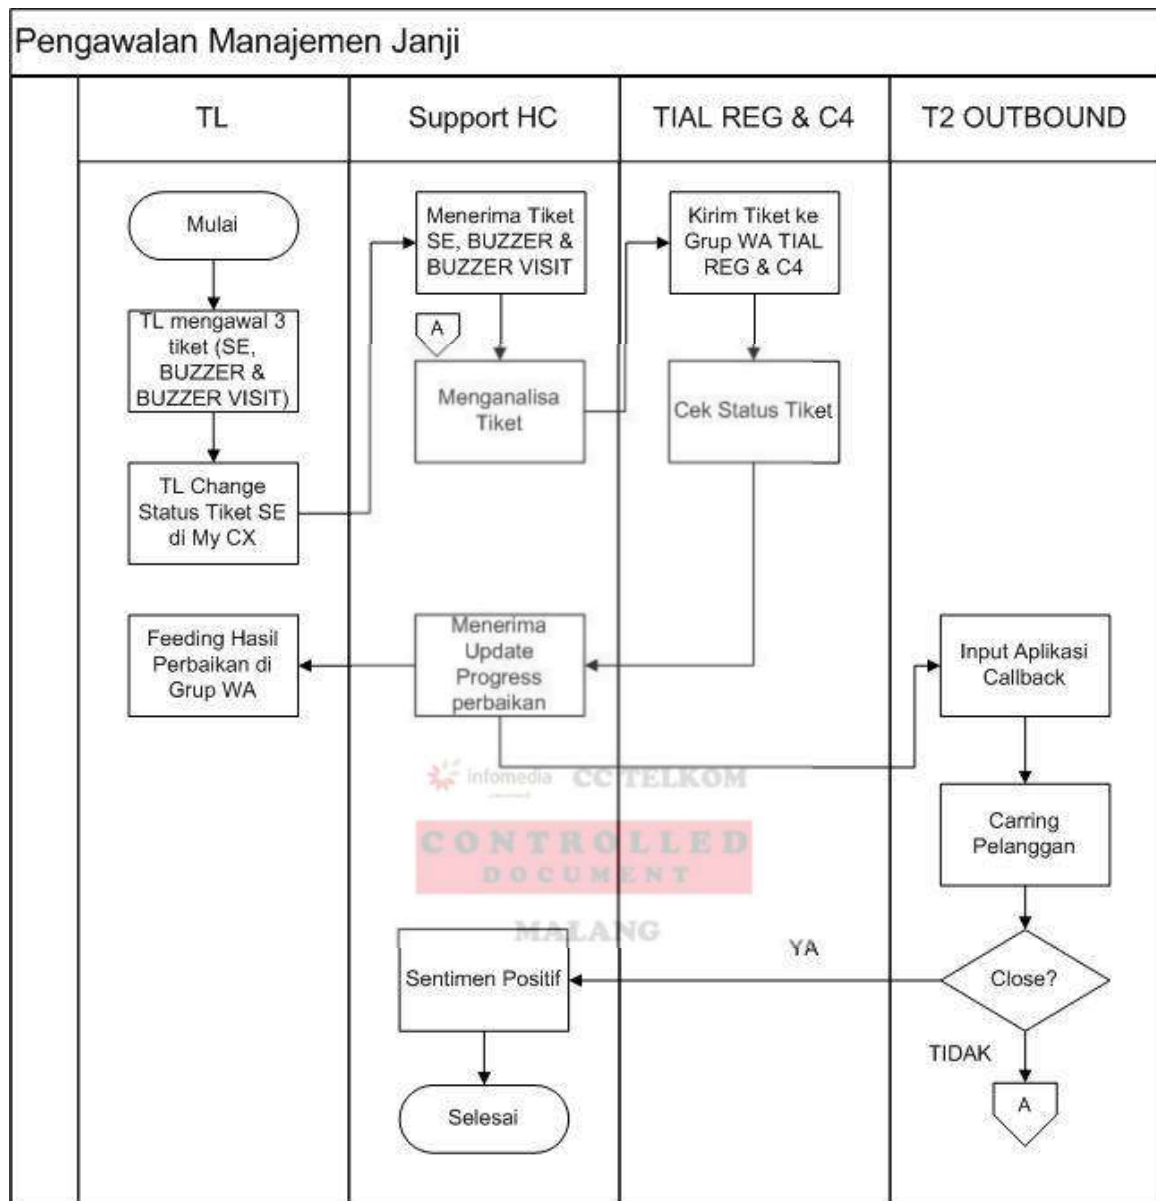 Pengawalan Manajemen Janji
TL
Support HC
TIAL REG & C4
T2 OUTBOUND
Mulai
TL mengawal 3
tiket (SE,
BUZZER &
BUZZER VISIT)
TL Change
Status Tiket SE
di My CX
Menerima Tiket
SE, BUZZER &
BUZZER VISIT
A
Menganalisa
Tiket
Kirim Tiket ke
Grup WA TIAL
REG & C4
Cek Status Tiket
Menerima
Update
Progress
perbaikan
Feeding Hasil
Perbaikan di
Grup WA
Input Aplikasi
Callback
Carring
Pelanggan
Close?
YA
TIDAK
A
Sentimen Positif
Selesai
infomedia
CC TELKOM
CONTROLLED
DOCUMENT
MALANG